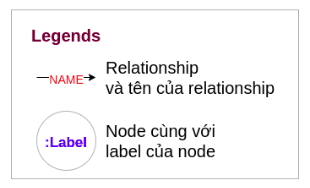 Legends
NAME
Relationship
và tên của relationship
:Label
Node cùng với
label của node